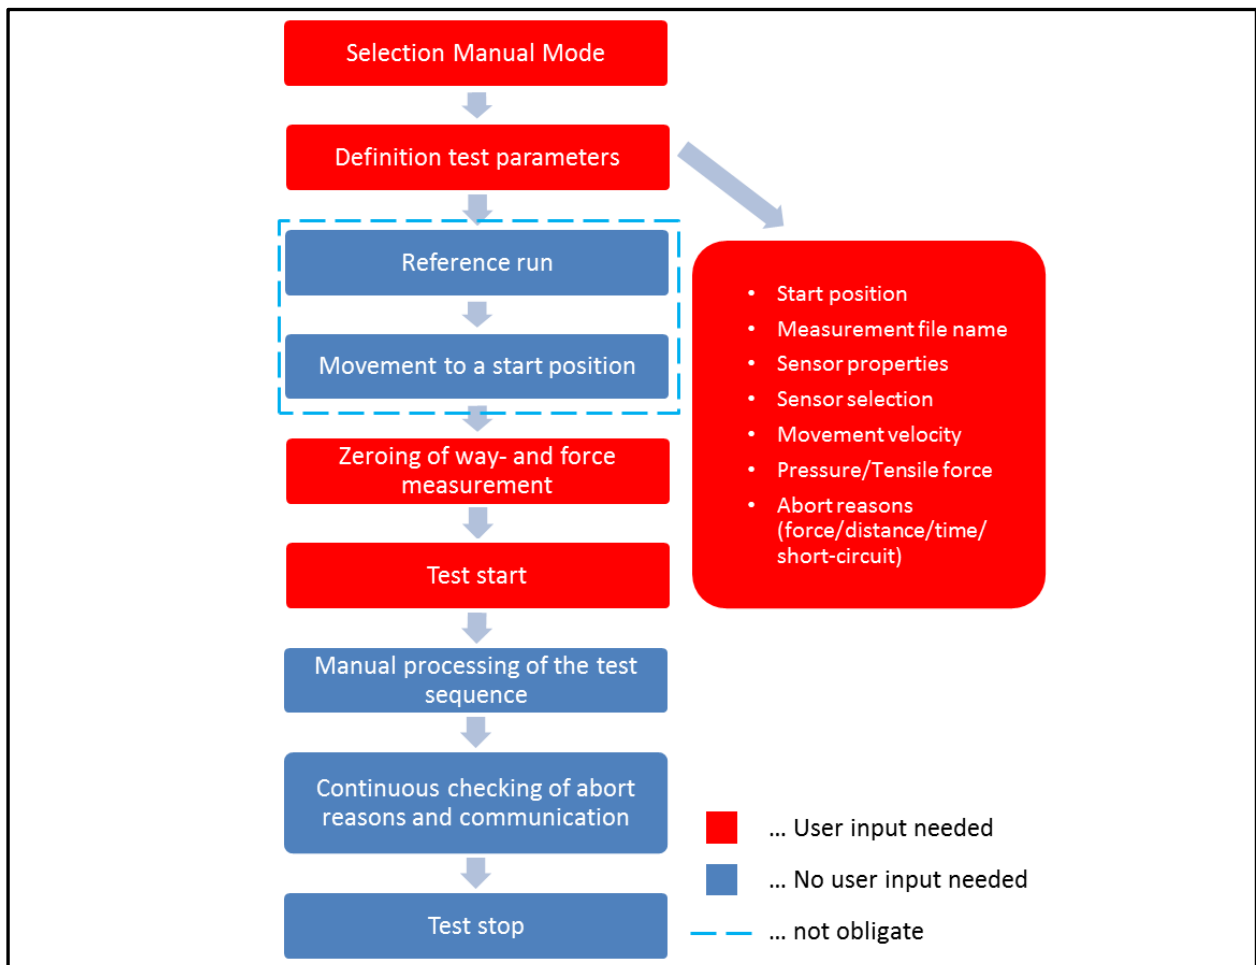 Selection Manual Mode
Definition test parameters
Reference run
Movement to a start position
Zeroing of way- and force
measurement
Test start
Manual processing of the test
sequence
Continuous checking of abort
reasons and communication
Test stop
• Start position
• Measurement file name
• Sensor properties
• Sensor selection
• Movement velocity
• Pressure/Tensile force
• Abort reasons
(force/distance/time/
short-circuit)
... User input needed
... No user input needed
... not obligate